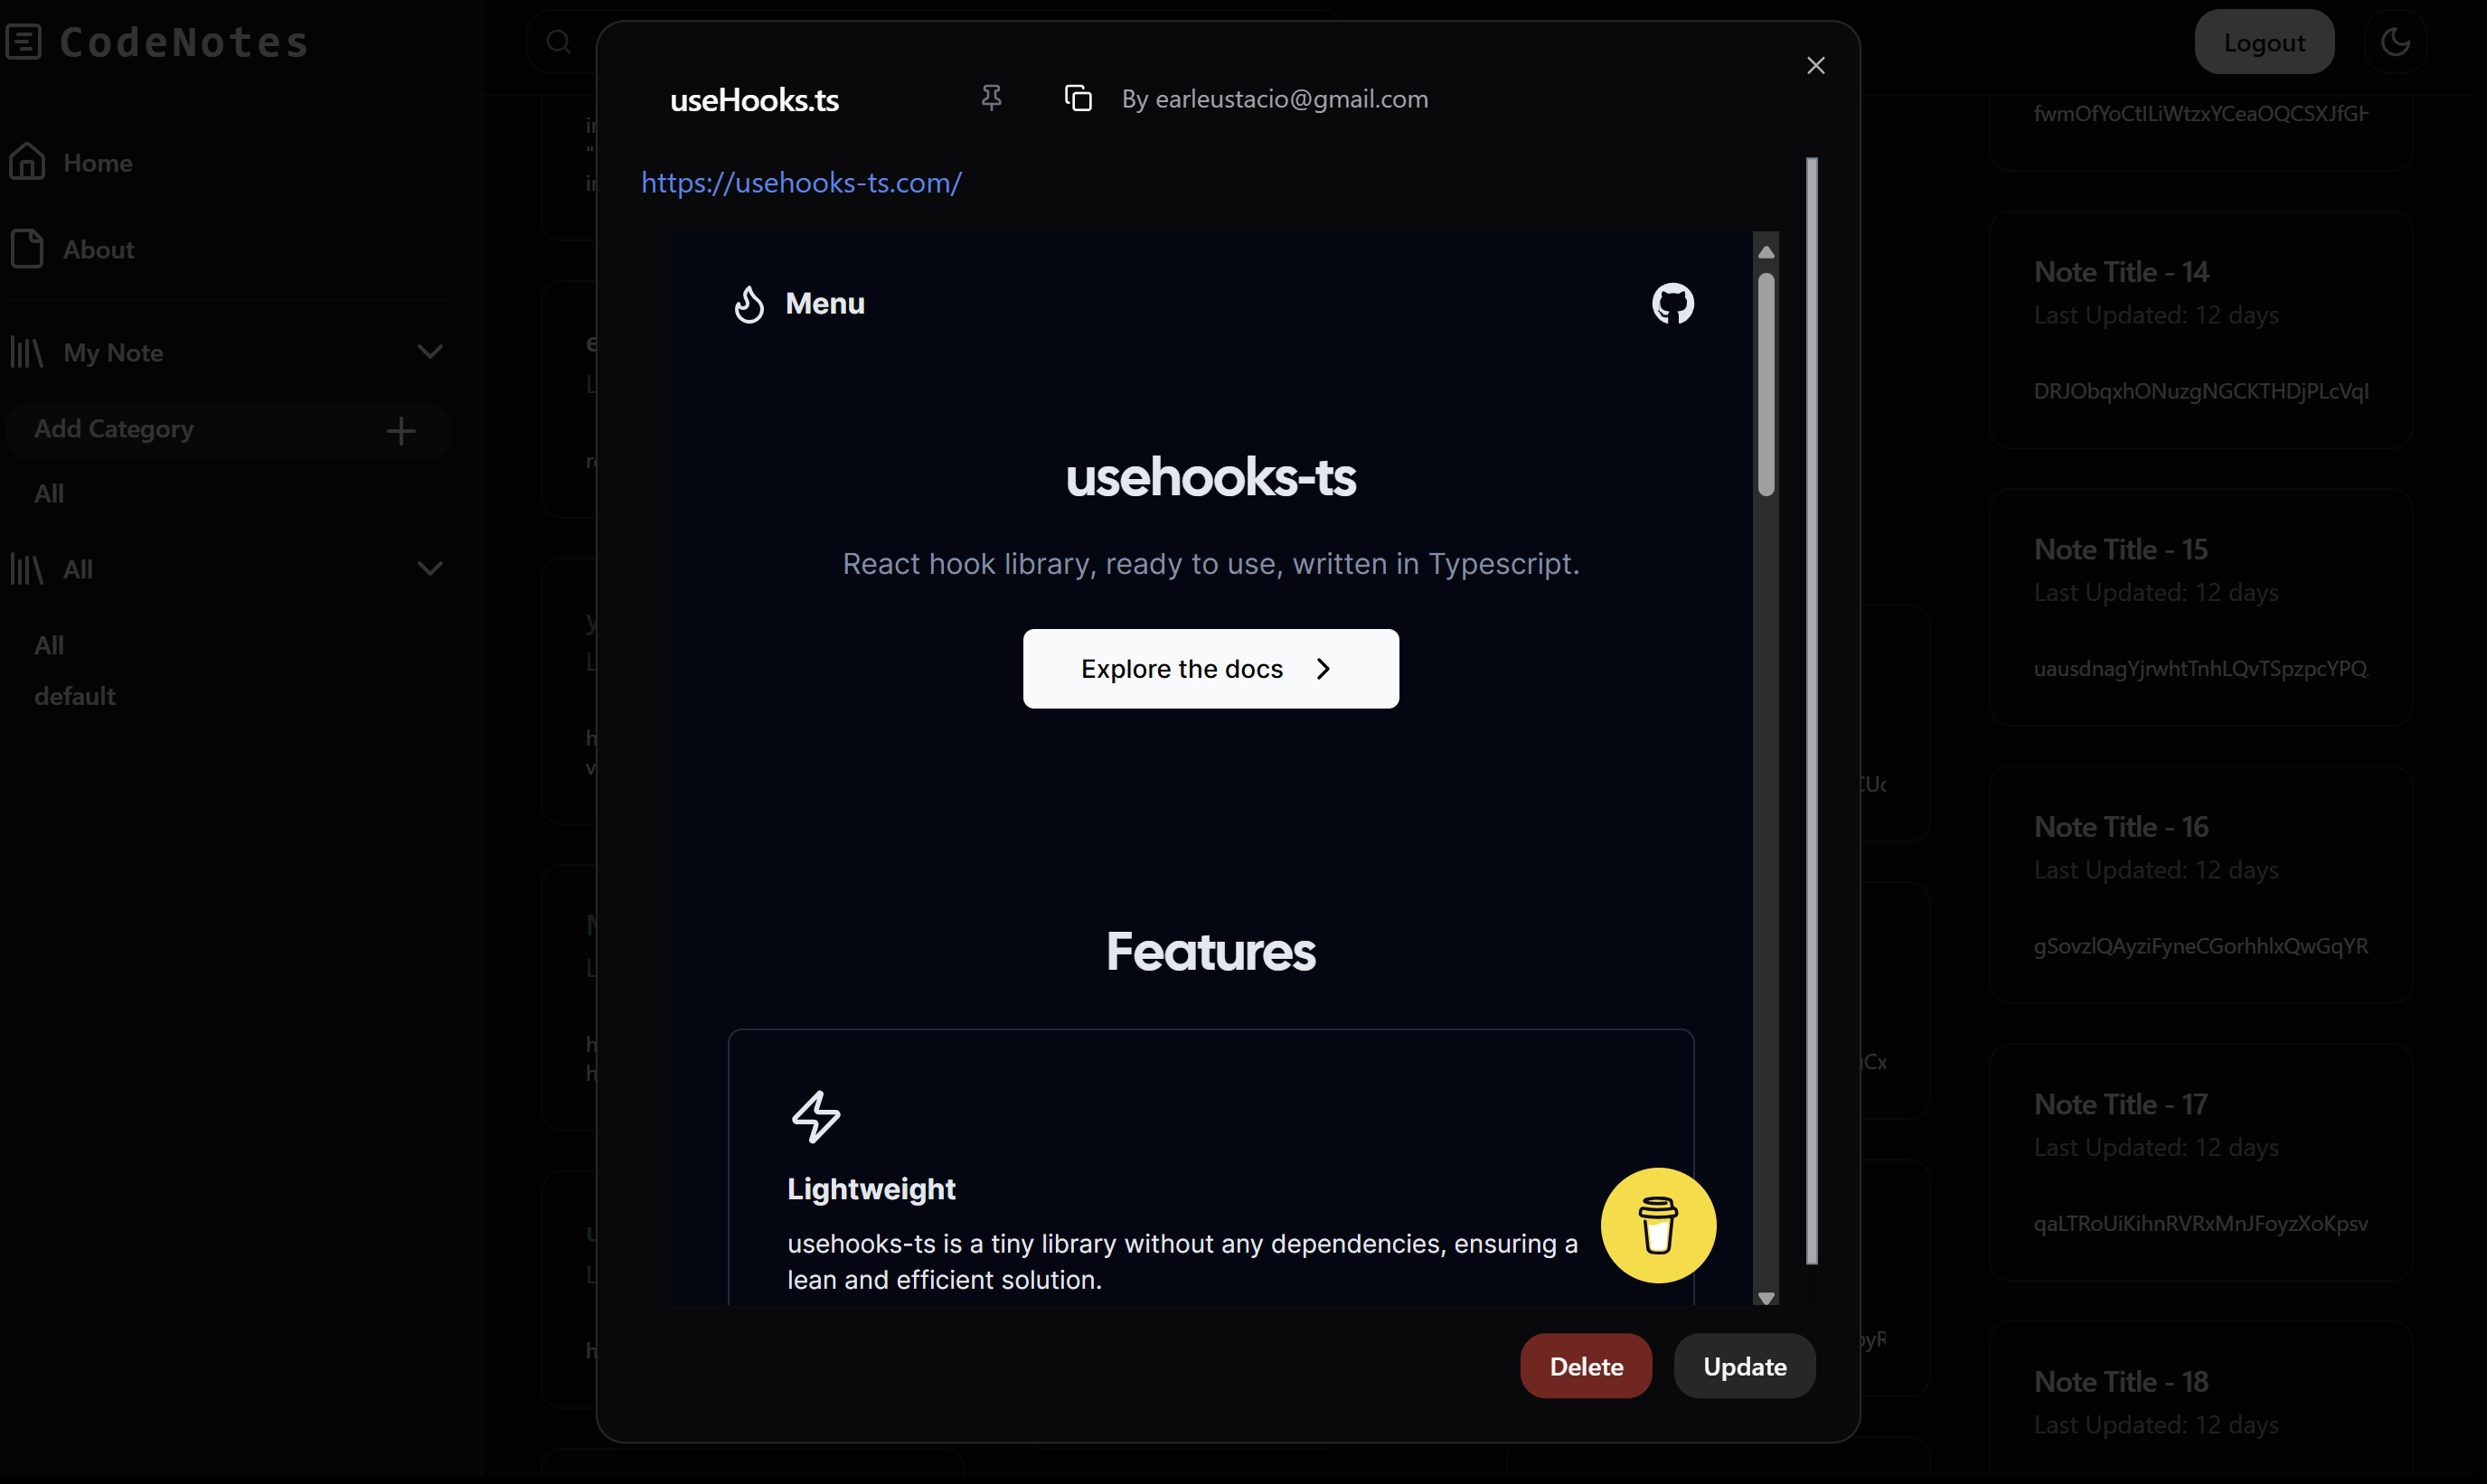 CodeNotes
Logout
Home
About
My Note
Add Category
All
All
All
default
useHooks.ts
By earleustacio@gmail.com
https://usehooks-ts.com/
Menu
usehooks-ts
React hook library, ready to use, written in Typescript.
Explore the docs
Features
Lightweight
usehooks-ts is a tiny library without any dependencies, ensuring a
lean and efficient solution.
Delete
Update
Note Title - 14
Last Updated: 12 days
Note Title - 15
Last Updated: 12 days
Note Title - 16
Last Updated: 12 days
Note Title - 17
Last Updated: 12 days
qaLTRoUiKihnRVRxMnJFoyzXoKpsv
Note Title - 18
Last Updated: 12 days